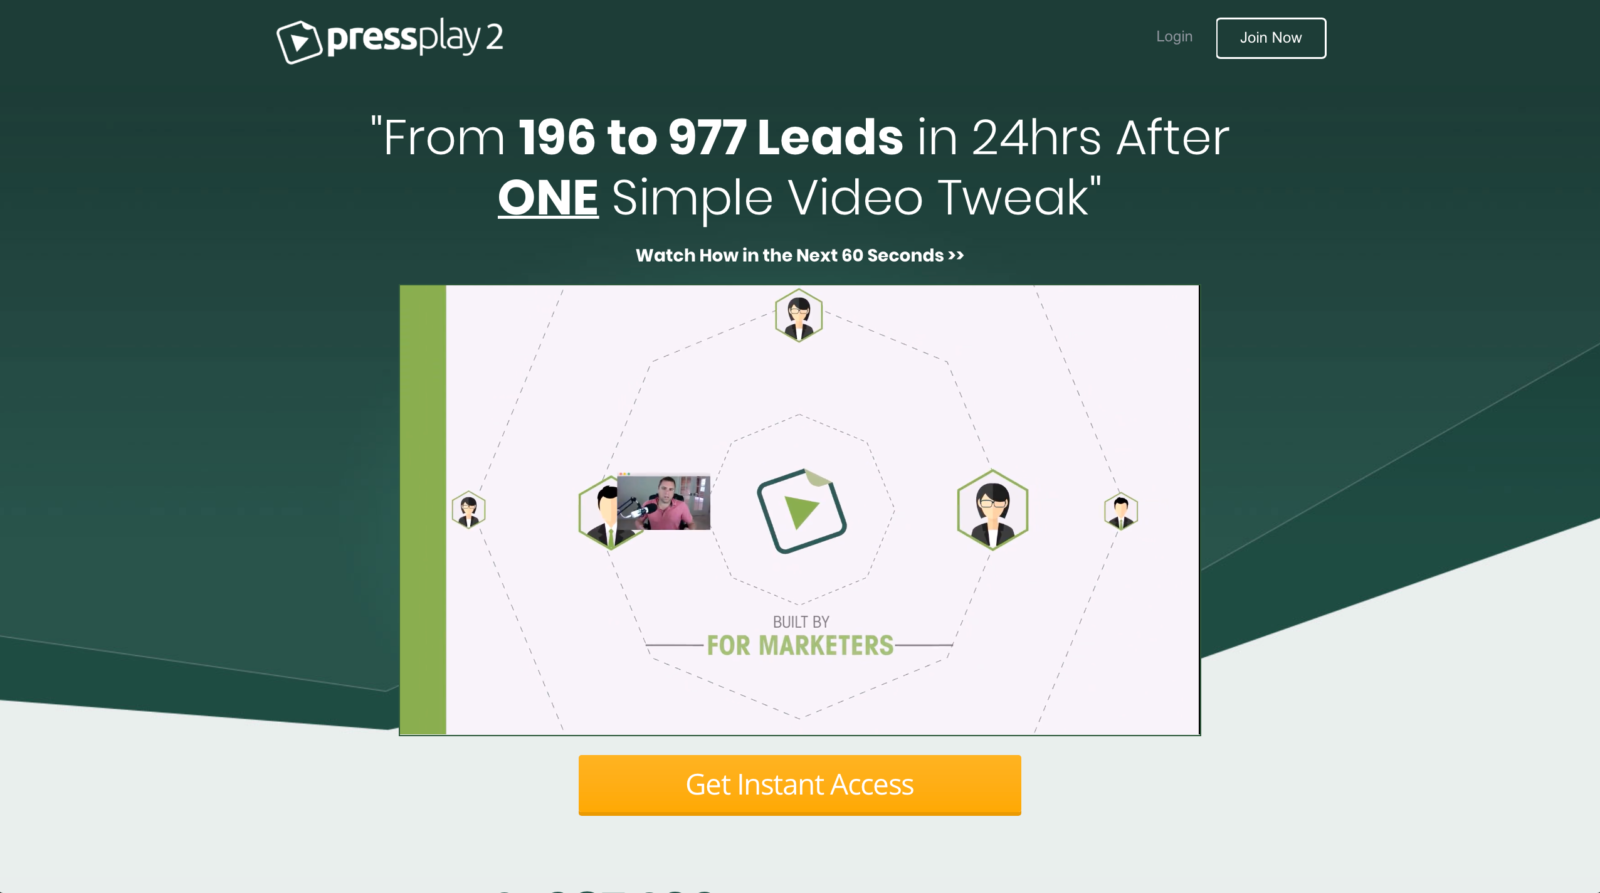 pressplay 2
Login
Join Now
"From 196 to 977 Leads in 24hrs After
ONE Simple Video Tweak"
Watch How in the Next 60 Seconds >>
BUILT BY
FOR MARKETERS
Get Instant Access